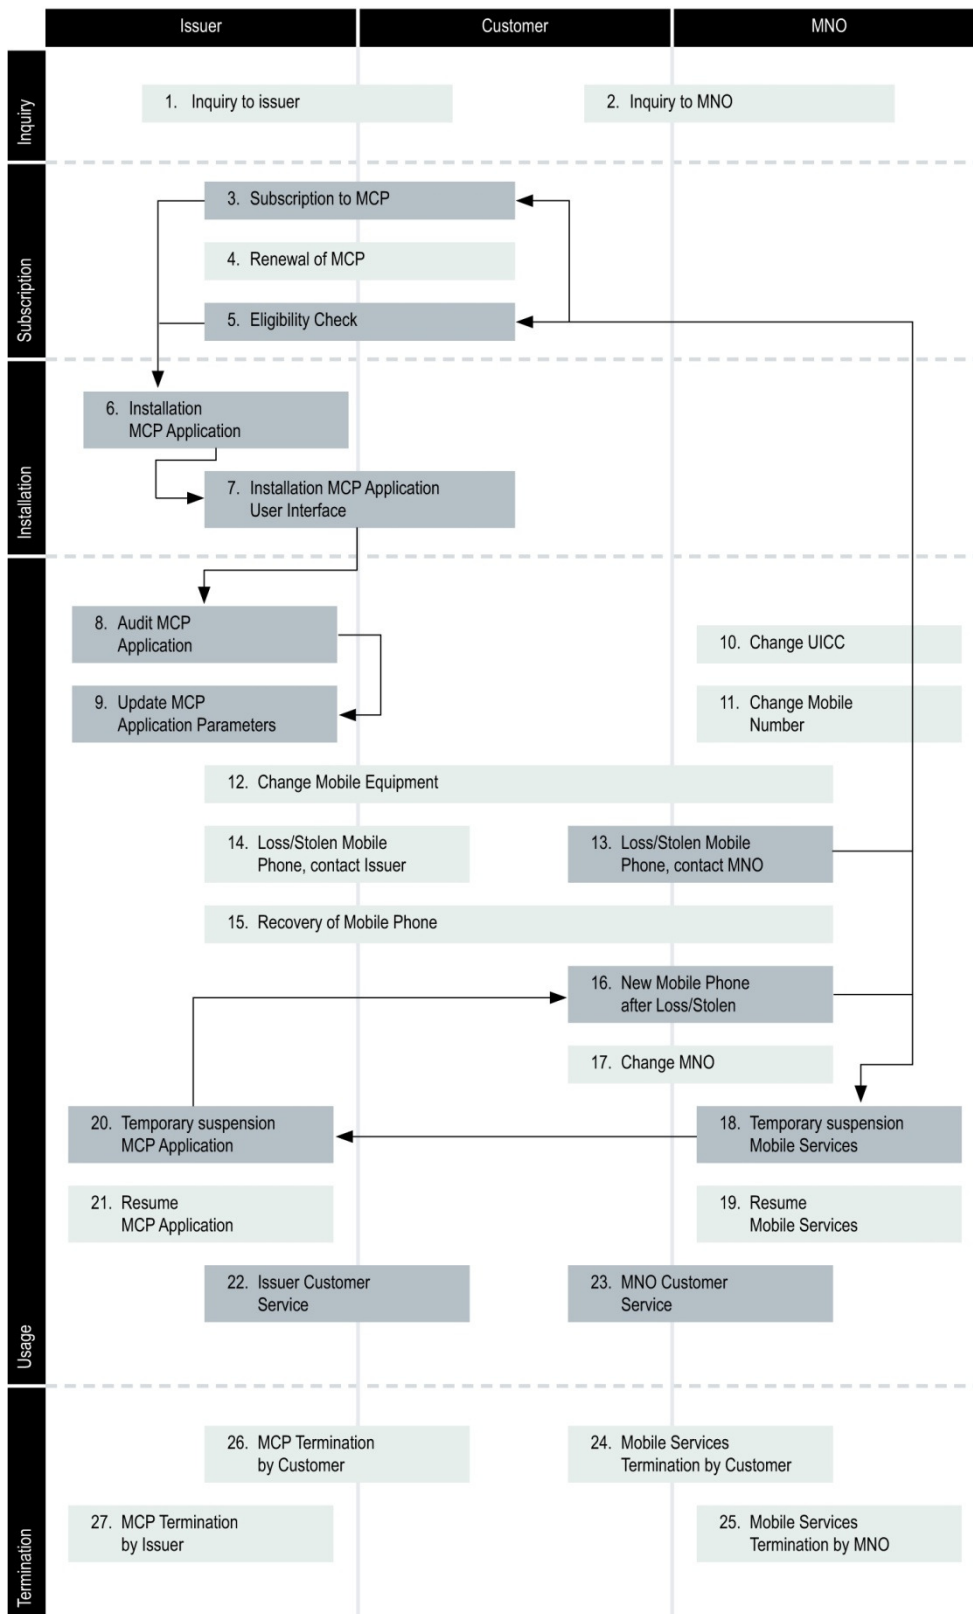 Issuer
Customer
MNO
Inquiry
1. Inquiry to issuer
2. Inquiry to MNO
Subscription
3. Subscription to MCP
4. Renewal of MCP
5. Eligibility Check
Installation
6. Installation
MCP Application
7. Installation MCP Application
User Interface
Usage
8. Audit MCP
Application
10. Change UICC
9. Update MCP
Application Parameters
11. Change Mobile
Number
12. Change Mobile Equipment
14. Loss/Stolen Mobile
Phone, contact Issuer
13. Loss/Stolen Mobile
Phone, contact MNO
15. Recovery of Mobile Phone
16. New Mobile Phone
after Loss/Stolen
17. Change MNO
20. Temporary suspension
MCP Application
18. Temporary suspension
Mobile Services
21. Resume
MCP Application
19. Resume
Mobile Services
22. Issuer Customer
Service
23. MNO Customer
Service
Termination
26. MCP Termination
by Customer
24. Mobile Services
Termination by Customer
27. MCP Termination
by Issuer
25. Mobile Services
Termination by MNO